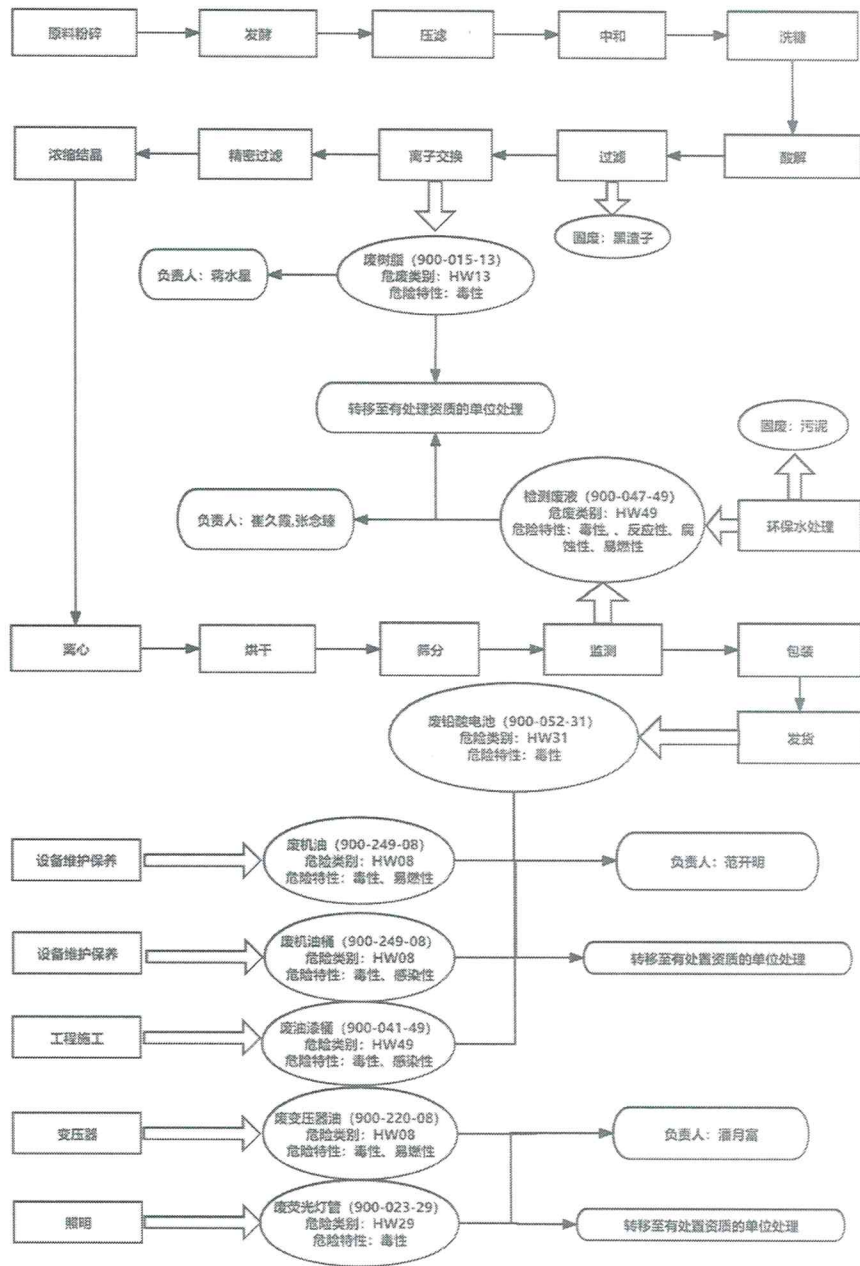 原料粉碎
发酵
压滤
中和
洗糖
浓缩结晶
精密过滤
离子交换
过滤
酸解
固废：黑渣子
废树脂（900-015-13）
危废类别：HW13
危险特性：毒性
负责人：蒋水星
转移至有处理资质的单位处理
固废：污泥
检测废液（900-047-49）
危废类别：HW49
危险特性：毒性,、反应性、腐
蚀性、易燃性
负责人：崔久霞,张念臻
环保水处理
离心
烘干
筛分
监测
包装
废铅酸电池（900-052-31）
危险类别：HW31
危险特性：毒性
发货
设备维护保养
废机油（900-249-08）
危险类别：HW08
危险特性：毒性、易燃性
负责人：范开明
设备维护保养
废机油桶（900-249-08）
危险类别：HW08
危险特性：毒性、感染性
转移至有处置资质的单位处理
工程施工
废油漆桶（900-041-49）
危险类别：HW49
危险特性：毒性、感染性
变压器
废变压器油（900-220-08）
危险类别：HW08
危险特性：毒性、易燃性
负责人：潘月富
照明
废荧光灯管（900-023-29）
危险类别：HW29
危险特性：毒性
转移至有处置资质的单位处理